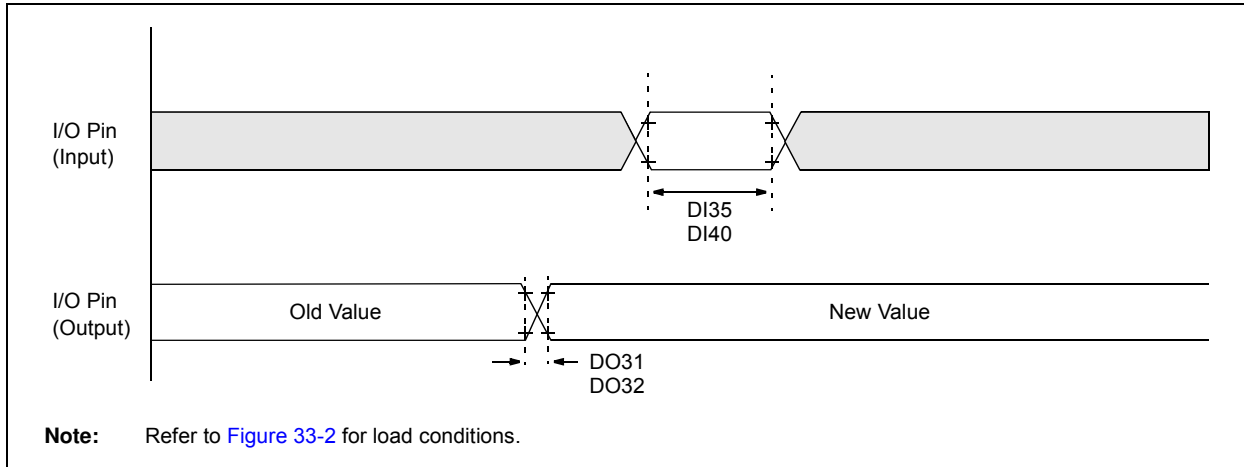 I/O Pin
(Input)
DI35
DI40
I/O Pin
(Output)
Old Value
New Value
DO31
DO32
Note: Refer to Figure 33-2 for load conditions.